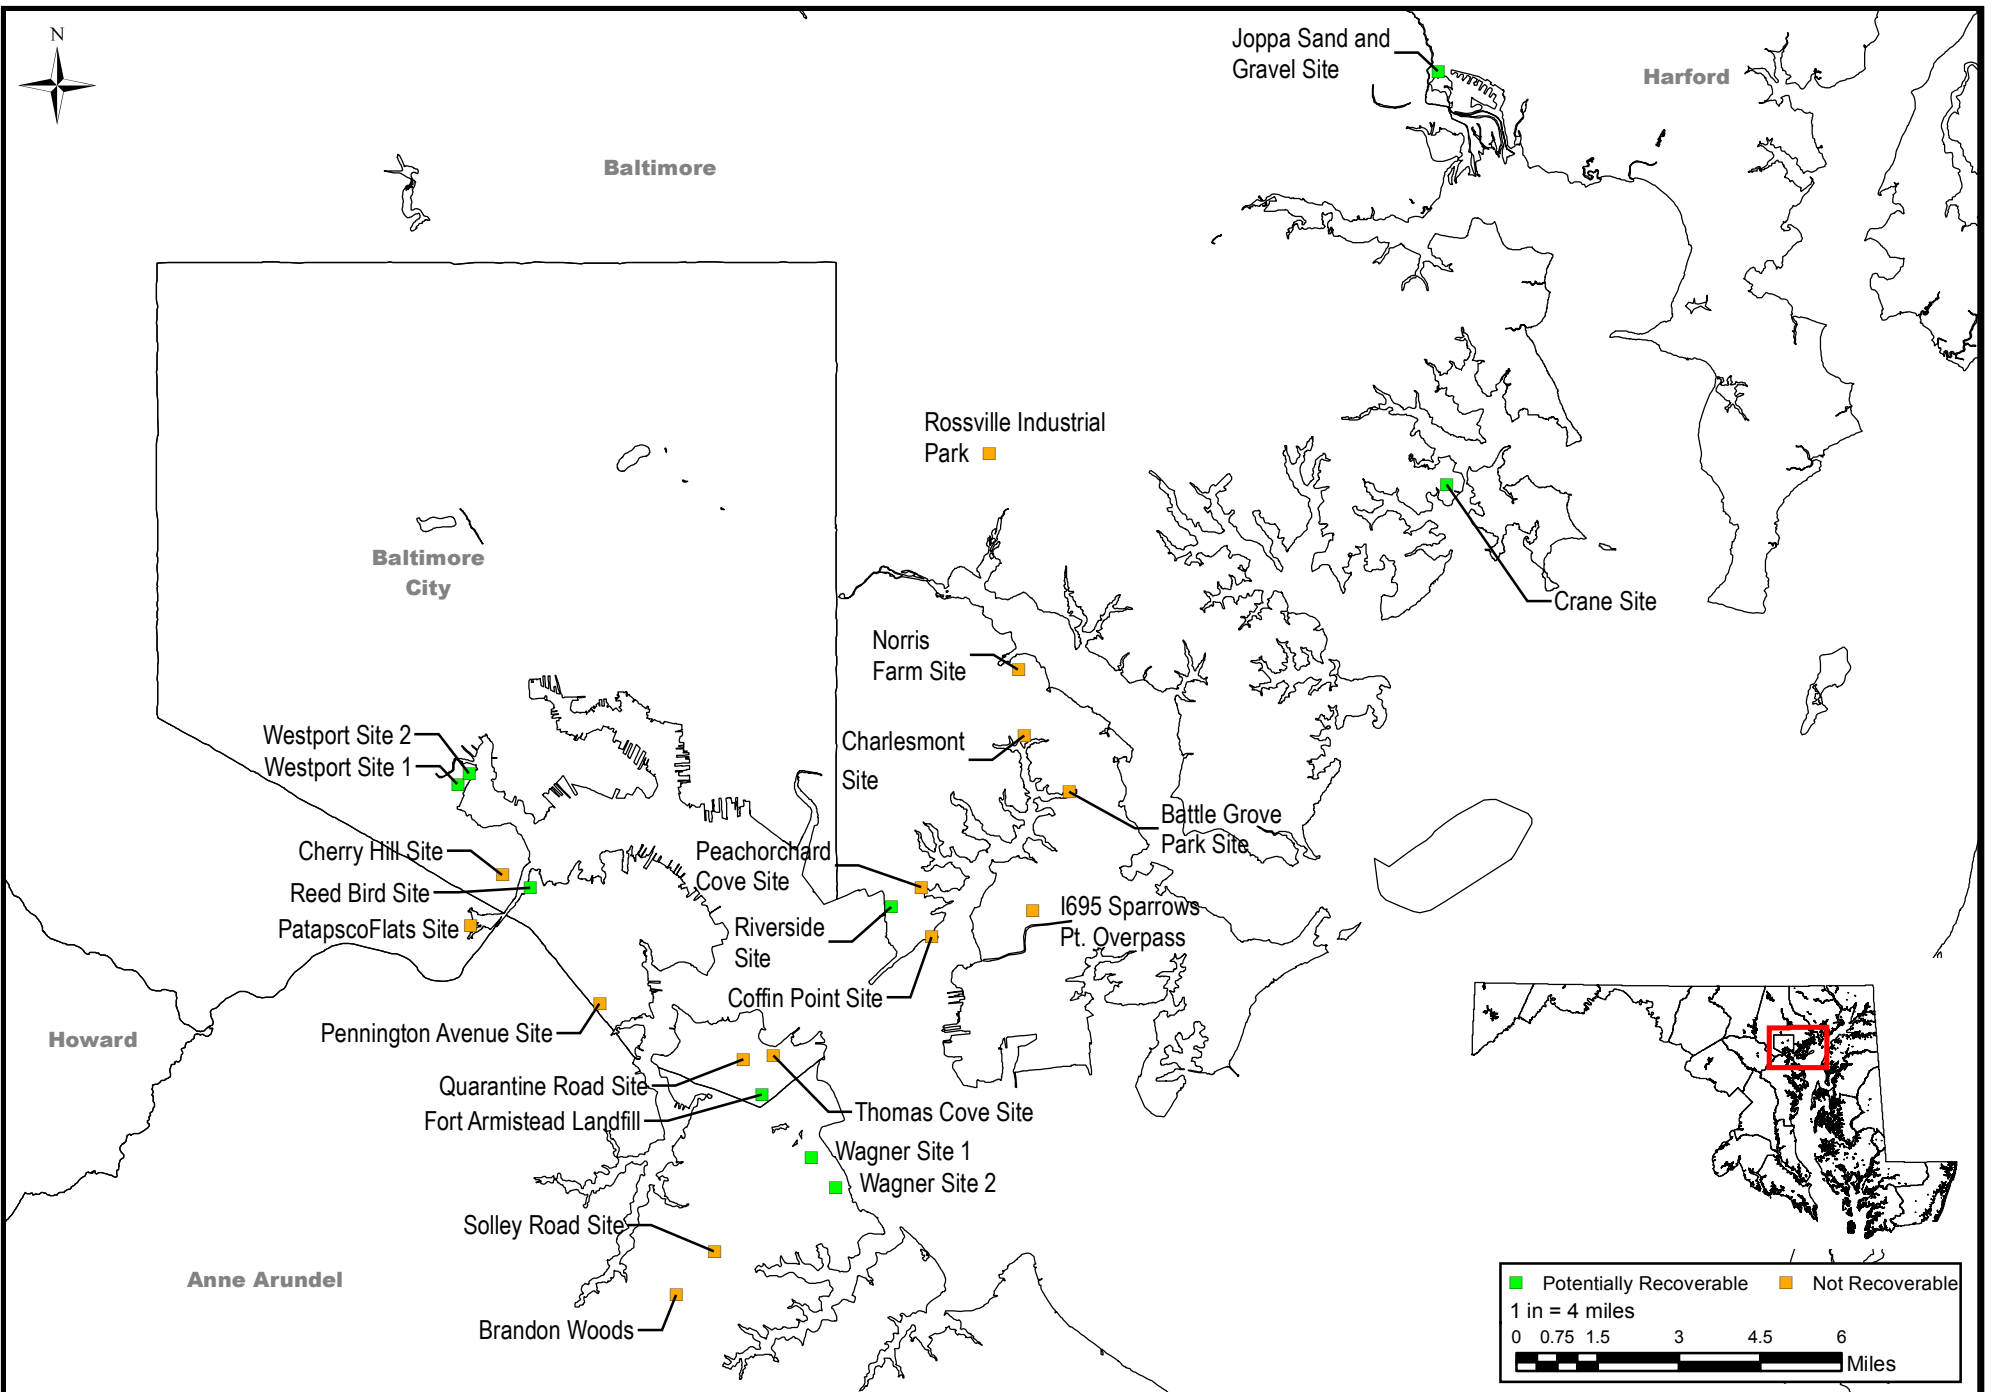 N
Joppa Sand and
Gravel Site
Harford
Baltimore
Rossville Industrial
Park
Baltimore
City
Crane Site
Norris
Farm Site
Westport Site 2
Westport Site 1
Charlesmont
Site
Battle Grove
Park Site
Cherry Hill Site
Reed Bird Site
PatapscoFlats Site
Peachorchard
Cove Site
Riverside
Site
I695 Sparrows
Pt. Overpass
Coffin Point Site
Howard
Pennington Avenue Site
Quarantine Road Site
Fort Armistead Landfill
Thomas Cove Site
Wagner Site 1
Wagner Site 2
Solley Road Site
Anne Arundel
Brandon Woods
Potentially Recoverable Not Recoverable
1 in = 4 miles
0 0.75 1.5 3 4.5 6
Miles